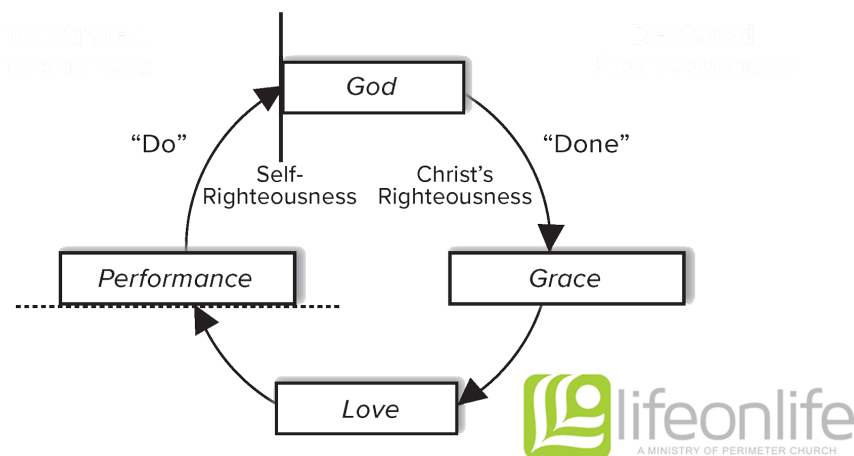 God
“Do”
“Done”
Self-
Righteousness
Christ’s
Righteousness
Performance
Grace
Love
lifeonlife
A MINISTRY OF PERIMETER CHURCH